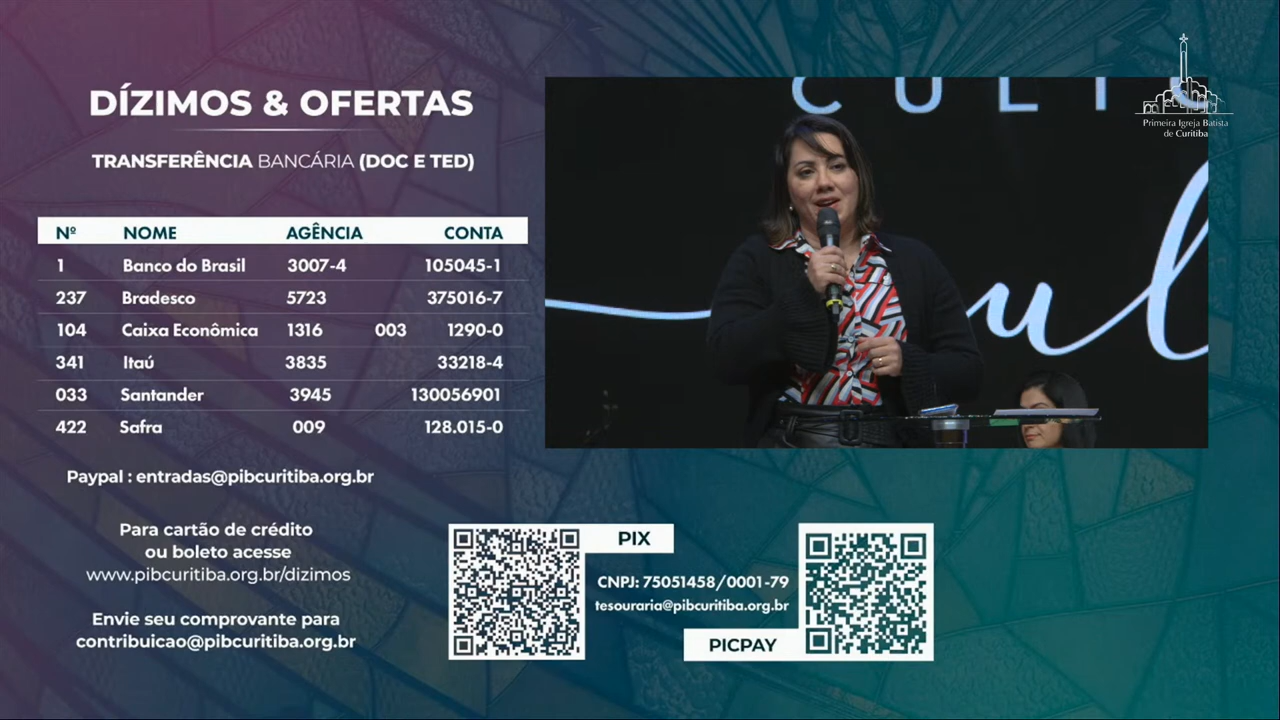 DÍZIMOS & OFERTAS
TRANSFERÊNCIA BANCÁRIA (DOC E TED)
Nº NOME AGÊNCIA CONTA
1 Banco do Brasil 3007-4 105045-1
237 Bradesco 5723 375016-7
104 Caixa Econômica 1316 003 1290-0
341 Itaú 3835 33218-4
033 Santander 3945 130056901
422 Safra 009 128.015-0
Paypal : entradas@pibcuritiba.org.br
Para cartão de crédito
ou boleto acesse
www.pibcuritiba.org.br/dizimos
Envie seu comprovante para
contribuicao@pibcuritiba.org.br
PIX
CNPJ: 75051458/0001-79
tesouraria@pibcuritiba.org.br
PICPAY
CULT
ul
Primeira Igreja Batista
de Curitiba